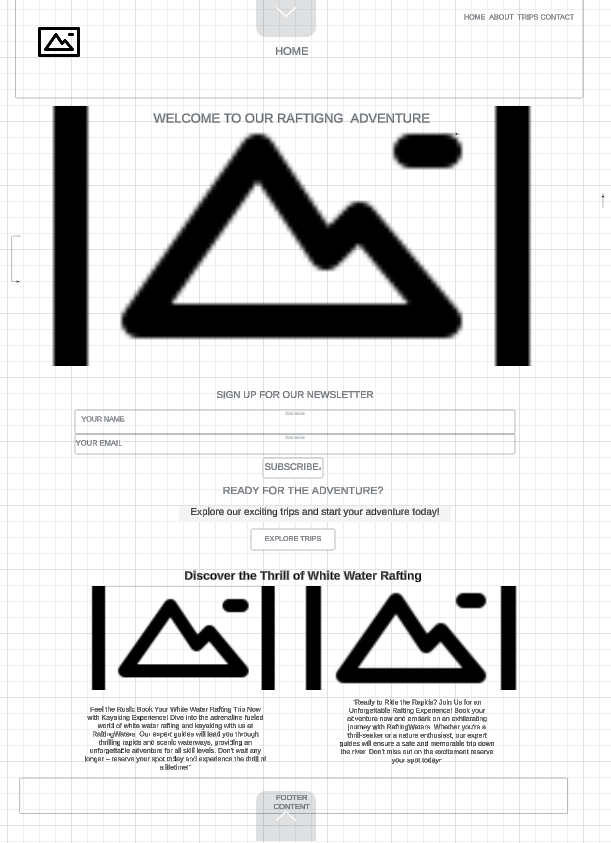 HOME ABOUT TRIPS CONTACT
HOME
WELCOME TO OUR RAFTIGNG ADVENTURE
SIGN UP FOR OUR NEWSLETTER
YOUR NAME
YOUR EMAIL
SUBSCRIBE.
READY FOR THE ADVENTURE?
Explore our exciting trips and start your adventure today!
EXPLORE TRIPS
Discover the Thrill of White Water Rafting
Feel the Rush: Book Your White Water Rafting Trip Now
with Kayaking Experience! Dive into the adrenaline fueled
world of white water rafting and kayaking with us at
RaftingWaters. Our expert guides will lead you through
thrilling rapids and scenic waterways, providing an
unforgettable adventure for all skill levels. Don't wait any
longer – reserve your spot today and experience the thrill of
a lifetime!"
"Ready to Ride the Rapids? Join Us for an
Unforgettable Rafting Experience! Book your
adventure now and embark on an exhilarating
journey with RaftingWaters. Whether you're a
thrill-seeker or a nature enthusiast, our expert
guides will ensure a safe and memorable trip down
the river. Don't miss out on the excitement reserve
your spot today!"
FOOTER
CONTENT